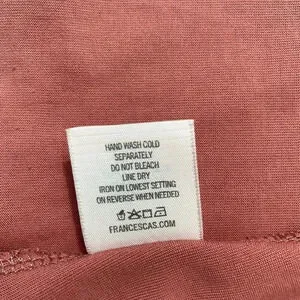 HAND WASH COLD
SEPARATELY
DO NOT BLEACH
LINE DRY
IRON ON LOWEST SETTING
ON REVERSE WHEN NEEDED
FRANCESCAS.COM